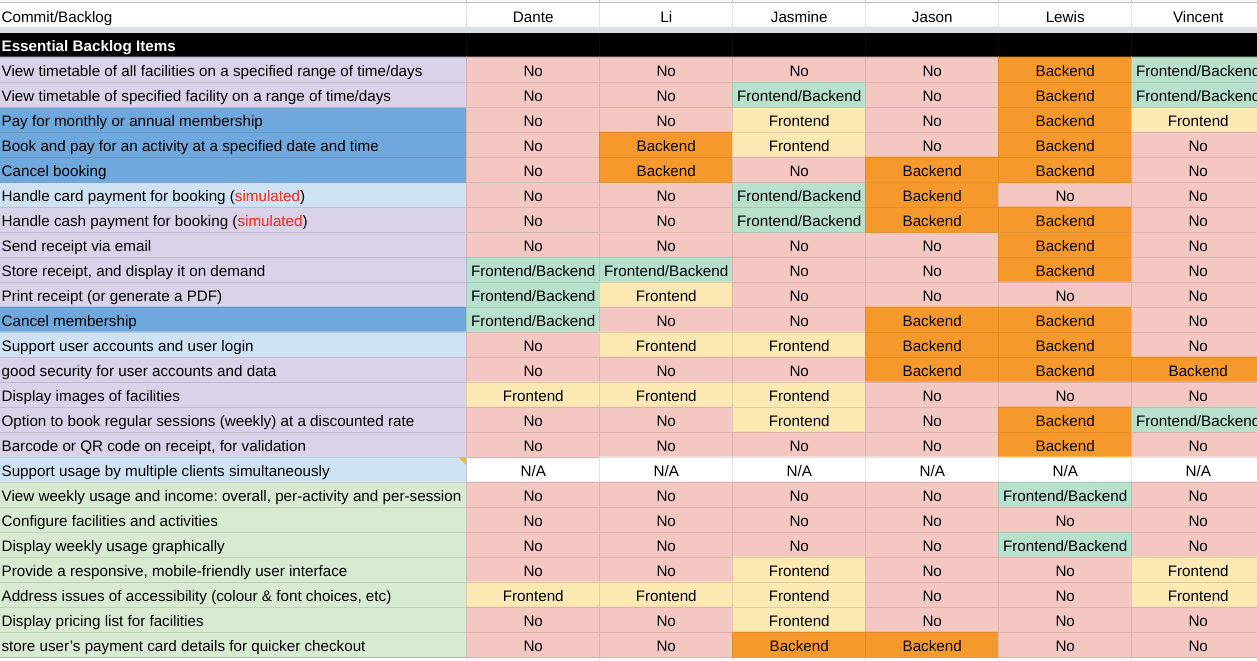 Commit/Backlog Dante Li Jasmine Jason Lewis Vincent
Essential Backlog Items
View timetable of all facilities on a specified range of time/days No No No No Backend Frontend/Backend
View timetable of specified facility on a range of time/days No No Frontend/Backend No Backend Frontend/Backend
Pay for monthly or annual membership No No Frontend No Backend Frontend
Book and pay for an activity at a specified date and time No Backend Frontend No Backend No
Cancel booking No Backend No Backend Backend No
Handle card payment for booking (simulated) No No Frontend/Backend Backend No No
Handle cash payment for booking (simulated) No No Frontend/Backend Backend Backend No
Send receipt via email No No No No Backend No
Store receipt, and display it on demand Frontend/Backend Frontend/Backend No No Backend No
Print receipt (or generate a PDF) Frontend/Backend Frontend No No No No
Cancel membership Frontend/Backend No No Backend Backend No
Support user accounts and user login No Frontend Frontend Backend Backend No
good security for user accounts and data No No No Backend Backend Backend
Display images of facilities Frontend Frontend Frontend No No No
Option to book regular sessions (weekly) at a discounted rate No No Frontend No Backend Frontend/Backend
Barcode or QR code on receipt, for validation No No No No Backend No
Support usage by multiple clients simultaneously N/A N/A N/A N/A N/A N/A
View weekly usage and income: overall, per-activity and per-session No No No No Frontend/Backend No
Configure facilities and activities No No No No No No
Display weekly usage graphically No No No No Frontend/Backend No
Provide a responsive, mobile-friendly user interface No No Frontend No No Frontend
Address issues of accessibility (colour & font choices, etc) Frontend Frontend Frontend No No Frontend
Display pricing list for facilities No No Frontend No No No
store user's payment card details for quicker checkout No No Backend Backend No No